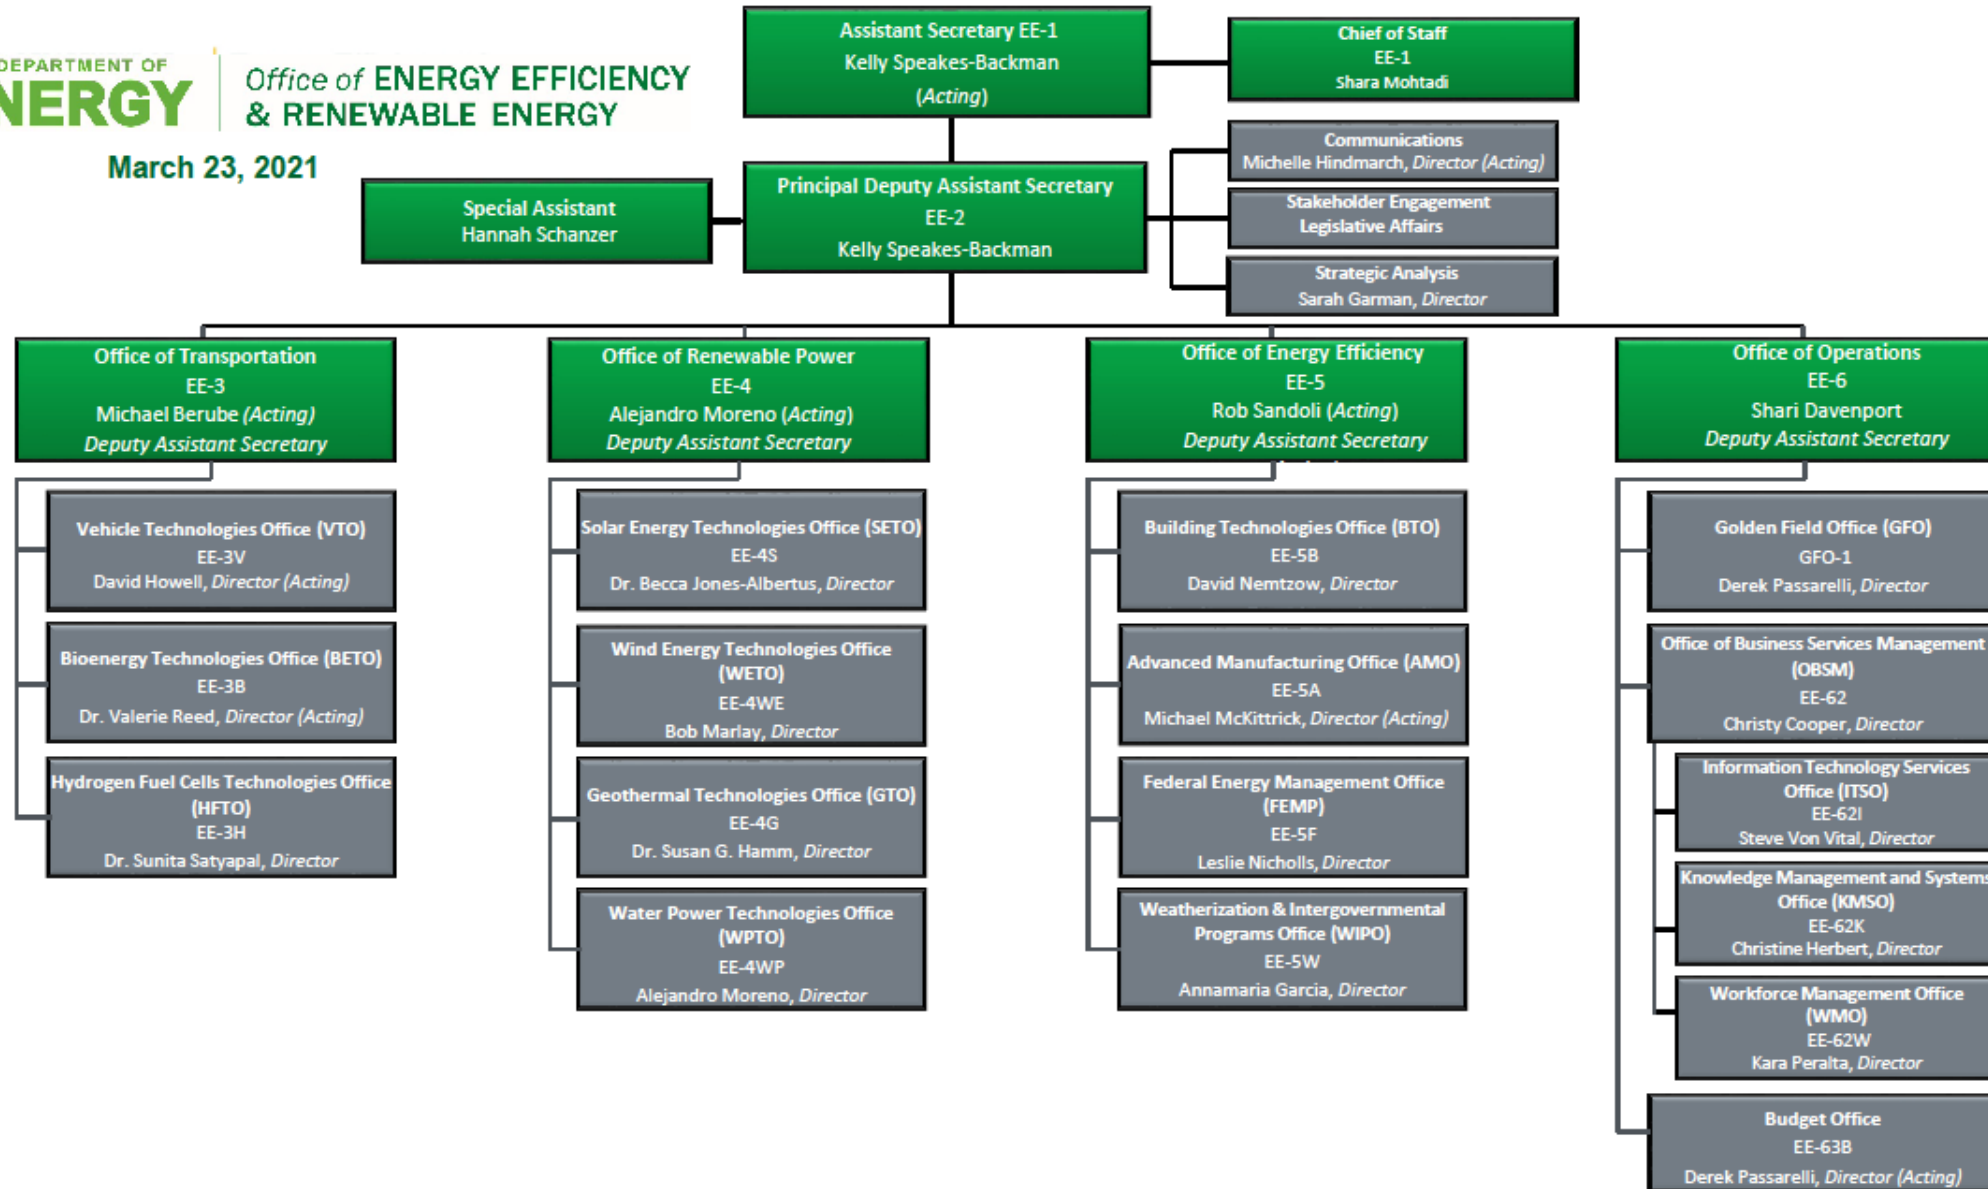 DEPARTMENT OF
NERGY
Office of ENERGY EFFICIENCY
& RENEWABLE ENERGY
March 23, 2021
Assistant Secretary EE-1
Kelly Speakes-Backman
(Acting)
Chief of Staff
EE-1
Shara Mohtadi
Communications
Michelle Hindmarch, Director (Acting)
Stakeholder Engagement
Legislative Affairs
Strategic Analysis
Sarah Garman, Director
Special Assistant
Hannah Schanzer
Principal Deputy Assistant Secretary
EE-2
Kelly Speakes-Backman
Office of Transportation
EE-3
Michael Berube (Acting)
Deputy Assistant Secretary
Vehicle Technologies Office (VTO)
EE-3V
David Howell, Director (Acting)
Bioenergy Technologies Office (BETO)
EE-3B
Dr. Valerie Reed, Director (Acting)
Hydrogen Fuel Cells Technologies Office
(HFTO)
EE-3H
Dr. Sunita Satyapal, Director
Office of Renewable Power
EE-4
Alejandro Moreno (Acting)
Deputy Assistant Secretary
Solar Energy Technologies Office (SETO)
EE-4S
Dr. Becca Jones-Albertus, Director
Wind Energy Technologies Office
(WETO)
EE-4WE
Bob Marlay, Director
Geothermal Technologies Office (GTO)
EE-4G
Dr. Susan G. Hamm, Director
Water Power Technologies Office
(WPTO)
EE-4WP
Alejandro Moreno, Director
Office of Energy Efficiency
EE-5
Rob Sandoli (Acting)
Deputy Assistant Secretary
Building Technologies Office (BTO)
EE-5B
David Nemtzow, Director
Advanced Manufacturing Office (AMO)
EE-5A
Michael McKittrick, Director (Acting)
Federal Energy Management Office
(FEMP)
EE-5F
Leslie Nicholls, Director
Weatherization & Intergovernmental
Programs Office (WIPO)
EE-5W
Annamaria Garcia, Director
Office of Operations
EE-6
Shari Davenport
Deputy Assistant Secretary
Golden Field Office (GFO)
GFO-1
Derek Passarelli, Director
Office of Business Services Management
(OBSM)
EE-62
Christy Cooper, Director
Information Technology Services
Office (ITSO)
EE-62I
Steve Von Vital, Director
Knowledge Management and Systems
Office (KMSO)
EE-62K
Christine Herbert, Director
Workforce Management Office
(WMO)
EE-62W
Kara Peralta, Director
Budget Office
EE-63B
Derek Passarelli, Director (Acting)